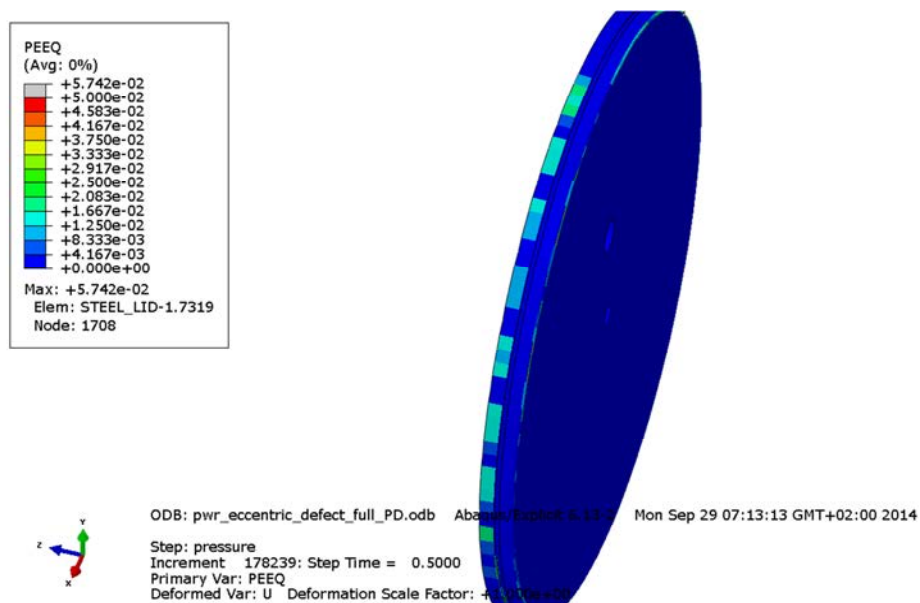 PEEQ
(Avg: 0%)
+5.742e-02
+5.000e-02
+4.583e-02
+4.167e-02
+3.750e-02
+3.333e-02
+2.917e-02
+2.500e-02
+2.083e-02
+1.667e-02
+1.250e-02
+8.333e-03
+4.167e-03
+0.000e+00
Max: +5.742e-02
Elem: STEEL_LID-1.7319
Node: 1708
Y
Z
X
ODB: pwr_eccentric_defect_full_PD.odb Abaqus/Explicit Mon Sep 29 07:13:13 GMT+02:00 2014
Step: pressure
Increment 178239: Step Time = 0.5000
Primary Var: PEEQ
Deformed Var: U Deformation Scale Factor: